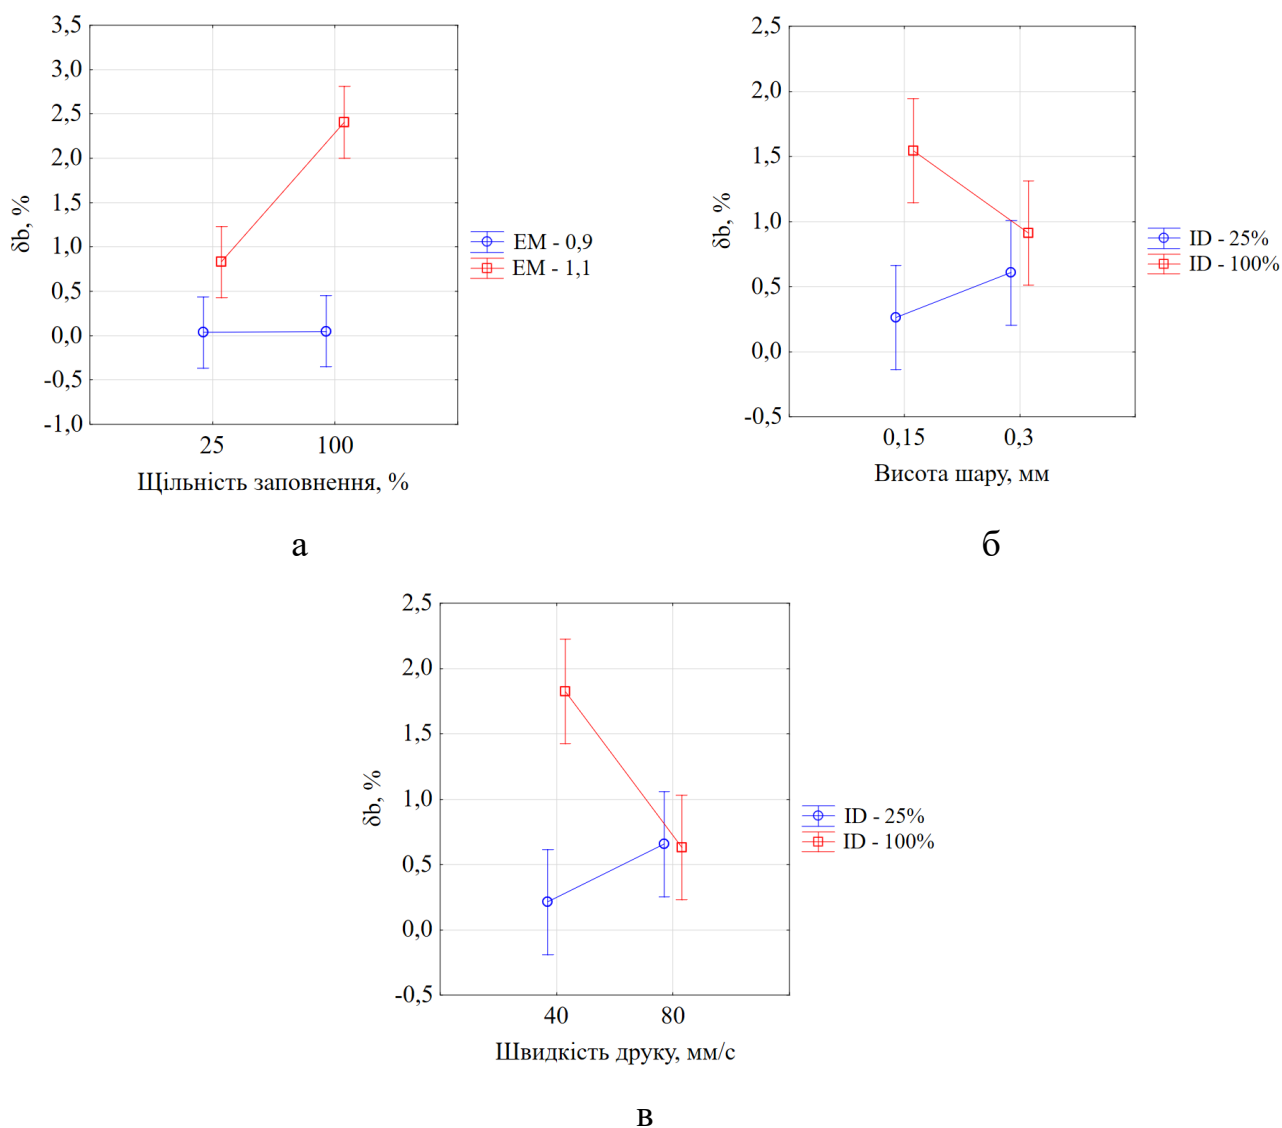 3,5
3,0
2,5
2,0
1,5
1,0
0,5
0,0
-0,5
-1,0
δb, %
25 100
Щільність заповнення, %
EM - 0,9
EM - 1,1
а
2,5
2,0
1,5
1,0
0,5
0,0
-0,5
δb, %
0,15 0,3
Висота шару, мм
ID - 25%
ID - 100%
б
2,5
2,0
1,5
1,0
0,5
0,0
-0,5
δb, %
40 80
Швидкість друку, мм/с
ID - 25%
ID - 100%
в